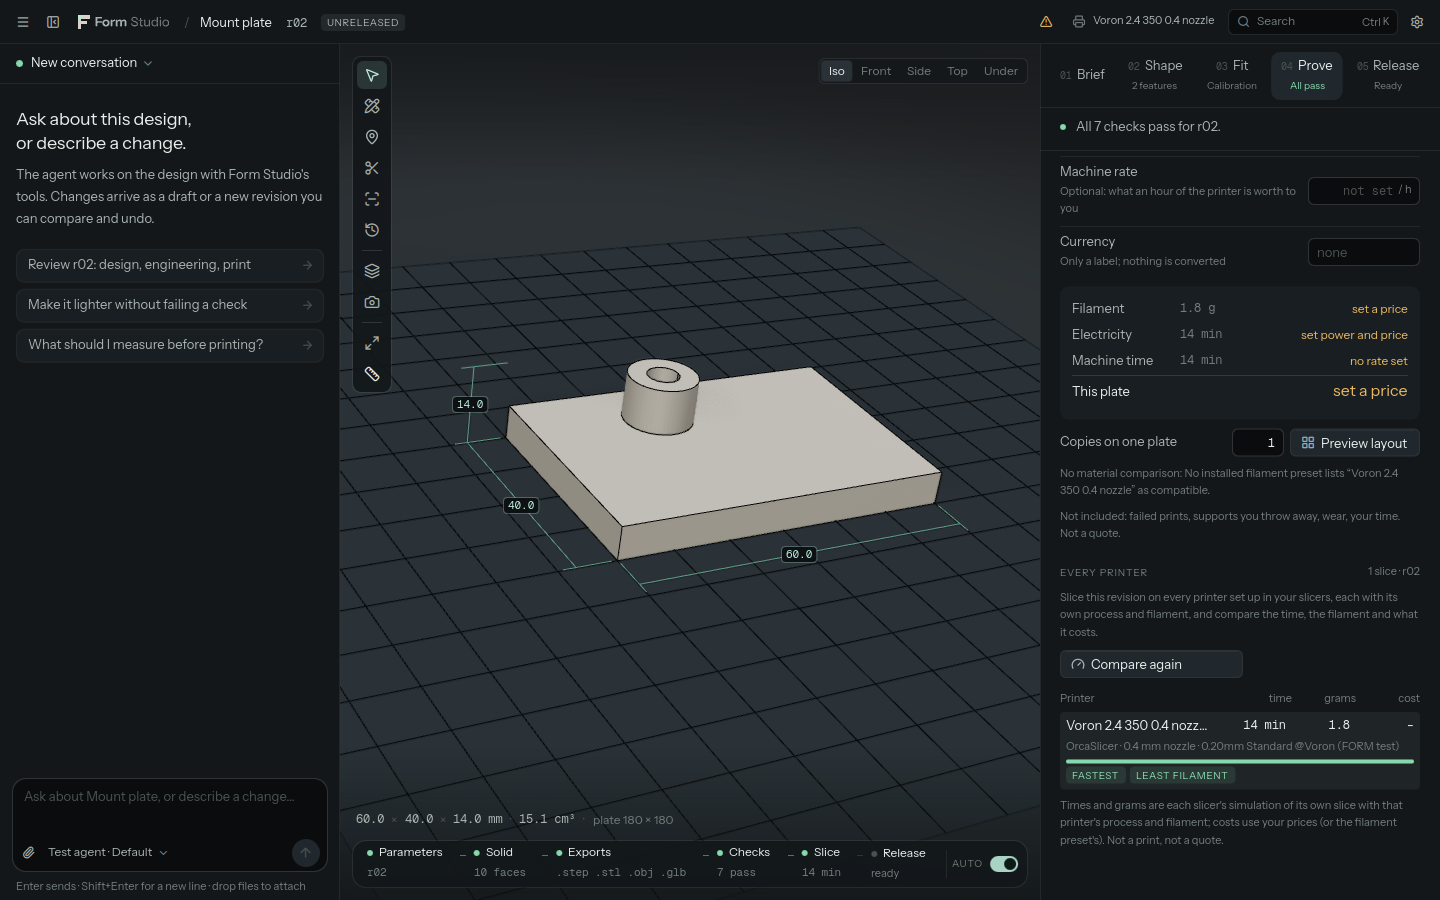 Form Studio / Mount plate r02 UNRELEASED
Voron 2.4 350 0.4 nozzle
Search Ctrl K
New conversation
Ask about this design,
or describe a change.
The agent works on the design with Form Studio's
tools. Changes arrive as a draft or a new revision you
can compare and undo.
Review r02: design, engineering, print
Make it lighter without failing a check
What should I measure before printing?
Ask about Mount plate, or describe a change...
Test agent · Default
Enter sends · Shift+Enter for a new line · drop files to attach
Iso Front Side Top Under
14.0
40.0
60.0
60.0 × 40.0 × 14.0 mm · 15.1 cm³ · plate 180 × 180
Parameters
r02
Solid
10 faces
Exports
.step .stl .obj .glb
Checks
7 pass
Slice
14 min
Release
ready
AUTO
01 Brief
02 Shape
2 features
03 Fit
Calibration
04 Prove
All pass
05 Release
Ready
All 7 checks pass for r02.
Machine rate
Optional: what an hour of the printer is worth to
you
not set / h
Currency
Only a label; nothing is converted
none
Filament 1.8 g set a price
Electricity 14 min set power and price
Machine time 14 min no rate set
This plate set a price
Copies on one plate 1 Preview layout
No material comparison: No installed filament preset lists “Voron 2.4
350 0.4 nozzle” as compatible.
Not included: failed prints, supports you throw away, wear, your time.
Not a quote.
EVERY PRINTER 1 slice · r02
Slice this revision on every printer set up in your slicers, each with its
own process and filament, and compare the time, the filament and what
it costs.
Compare again
Printer time grams cost
Voron 2.4 350 0.4 nozz... 14 min 1.8 –
OrcaSlicer · 0.4 mm nozzle · 0.20mm Standard @Voron (FORM test)
FASTEST LEAST FILAMENT
Times and grams are each slicer's simulation of its own slice with that
printer's process and filament; costs use your prices (or the filament
preset's). Not a print, not a quote.